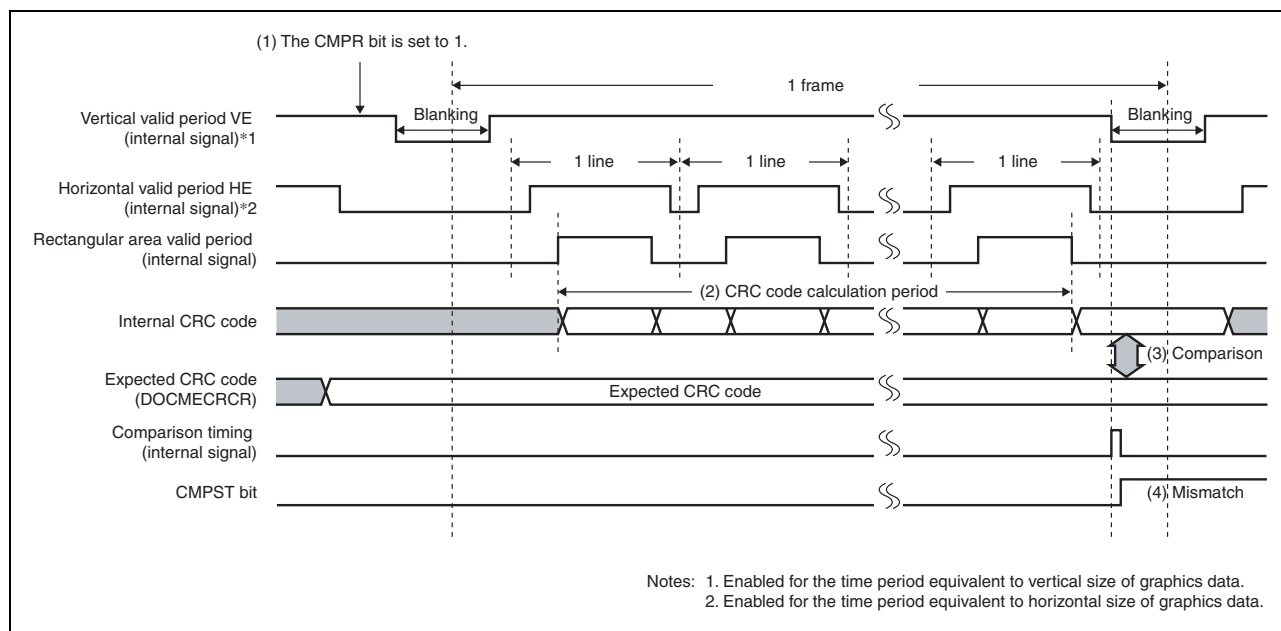 (1) The CMPR bit is set to 1.
1 frame
Vertical valid period VE
(internal signal)*1
Blanking
Blanking
1 line
1 line
1 line
Horizontal valid period HE
(internal signal)*2
Rectangular area valid period
(internal signal)
(2) CRC code calculation period
Internal CRC code
(3) Comparison
Expected CRC code
(DOCMECRCR)
Expected CRC code
Comparison timing
(internal signal)
CMPST bit
(4) Mismatch
Notes: 1. Enabled for the time period equivalent to vertical size of graphics data.
2. Enabled for the time period equivalent to horizontal size of graphics data.